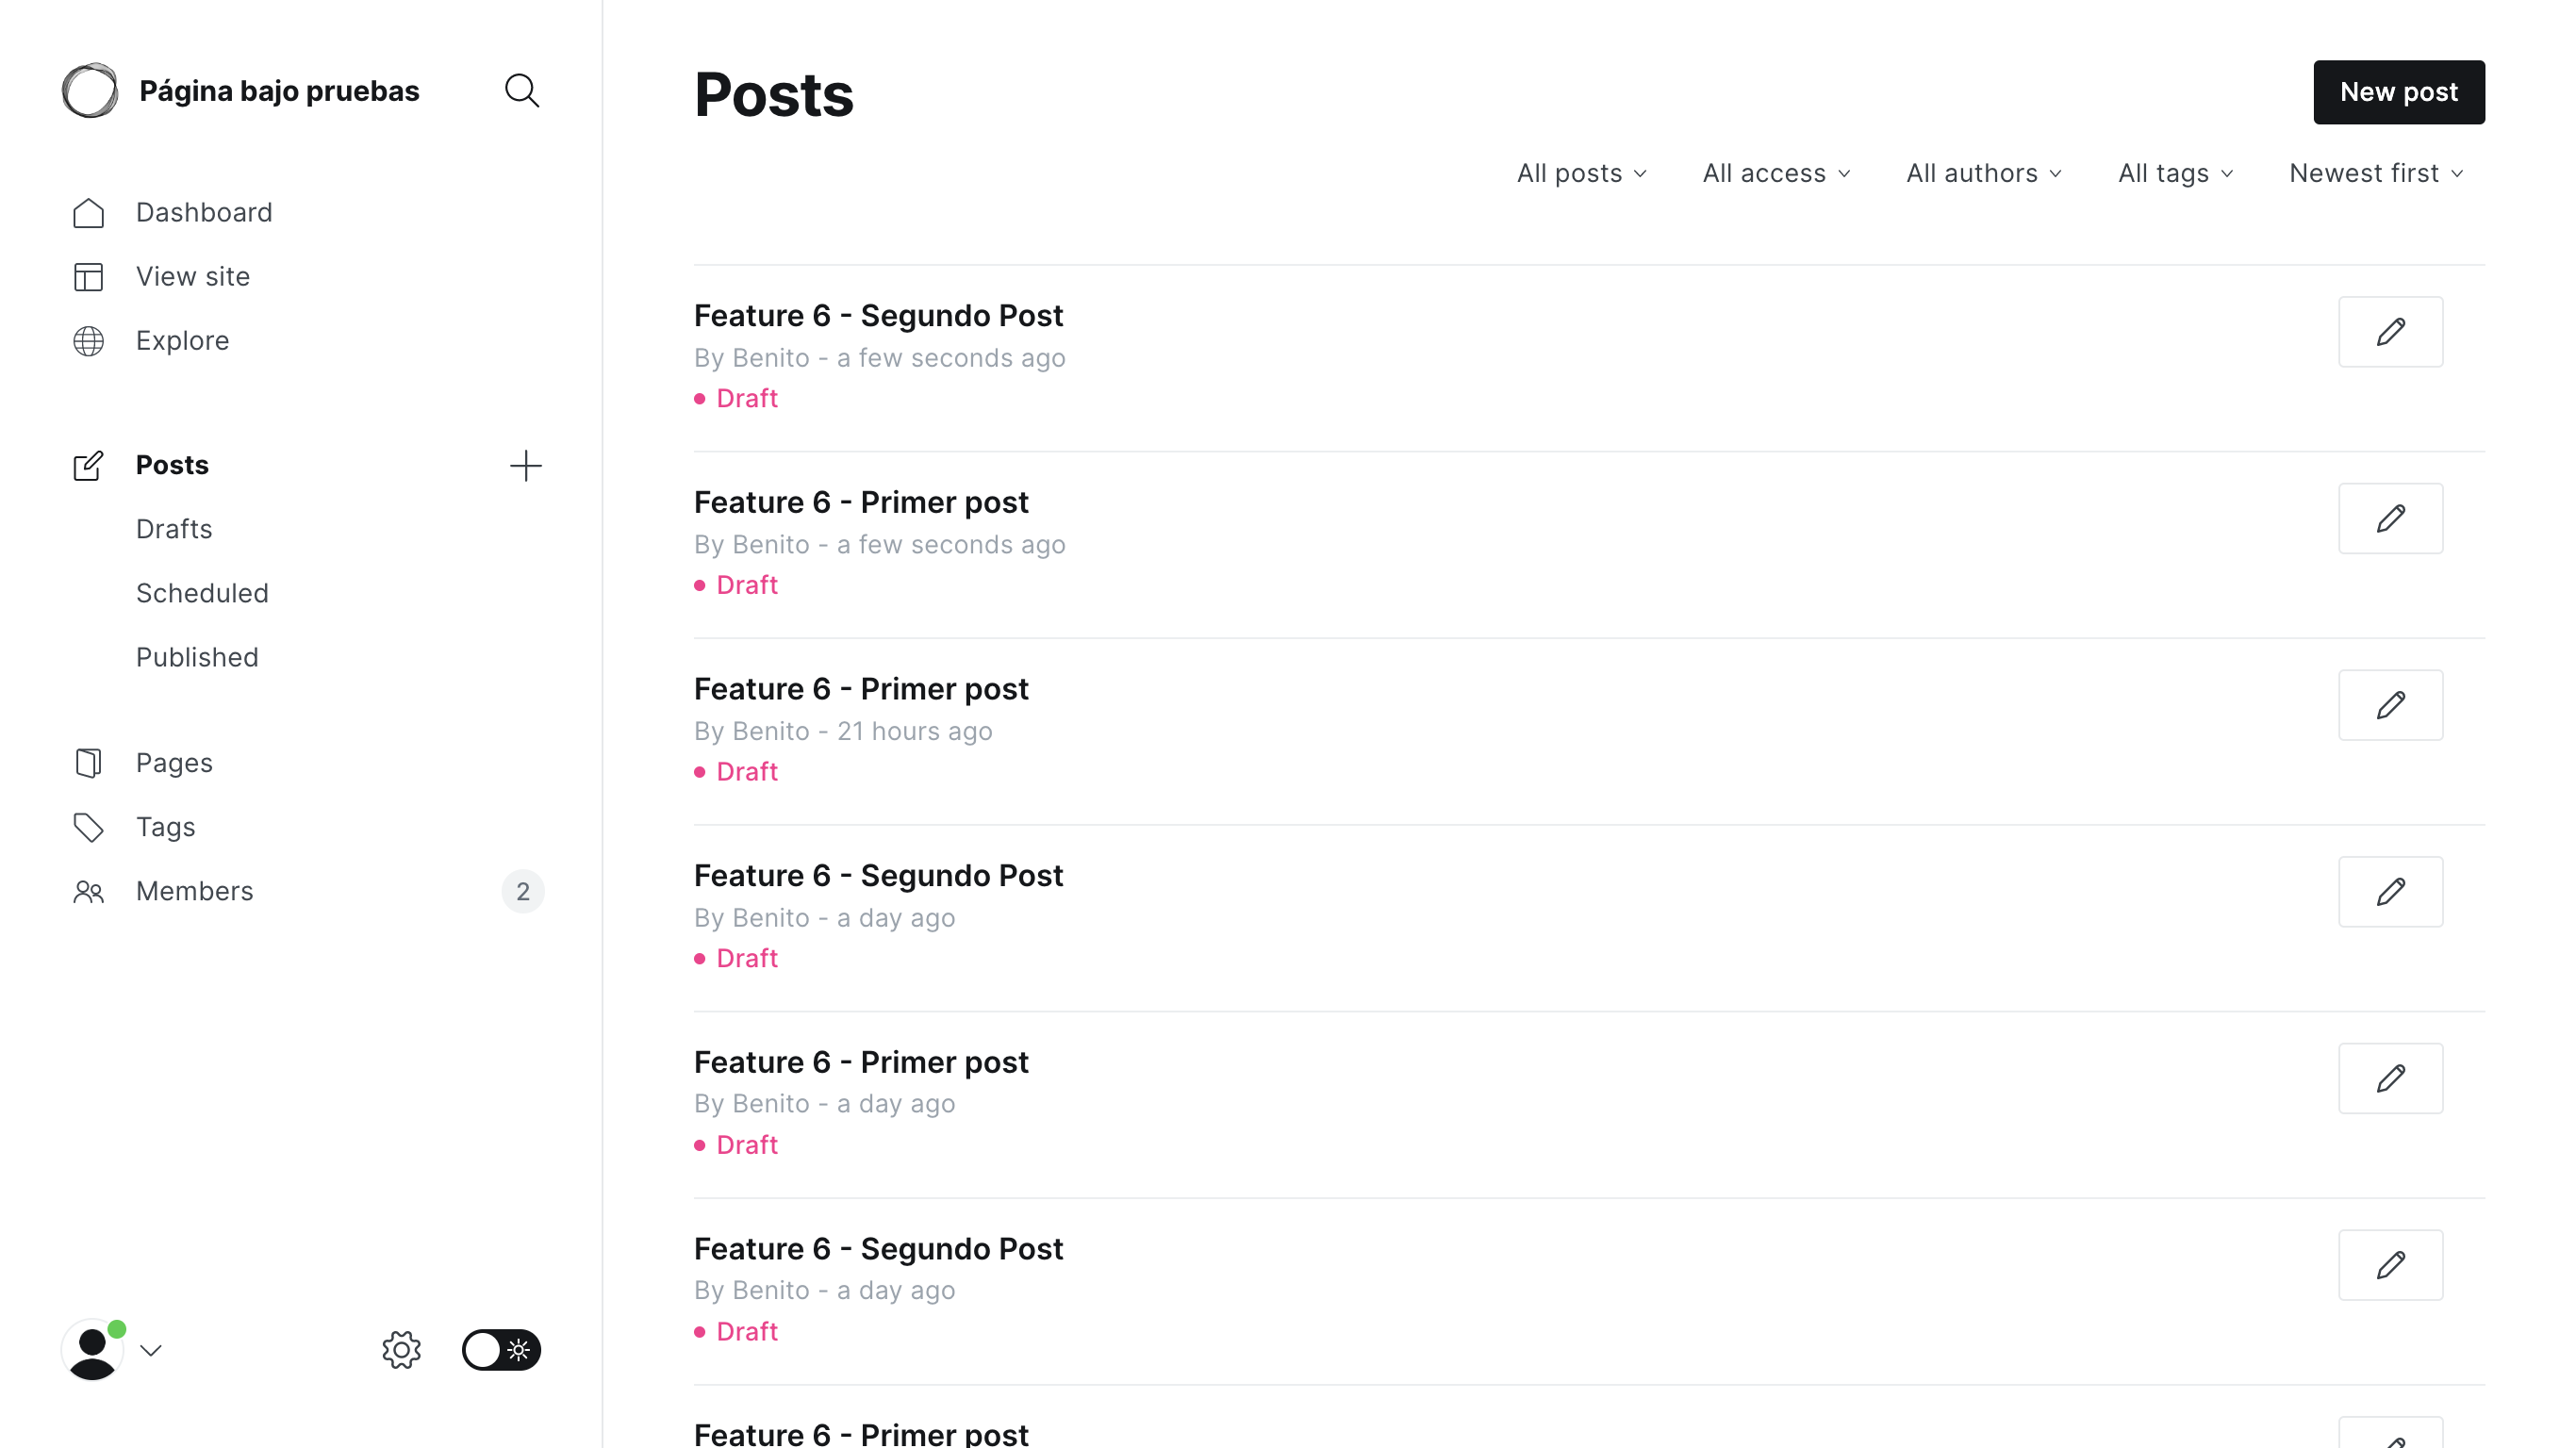 Página bajo pruebas
Dashboard
View site
Explore
Posts
Drafts
Scheduled
Published
Pages
Tags
Members 2
Posts
New post
All posts All access All authors All tags Newest first
Feature 6 - Segundo Post
By Benito - a few seconds ago
Draft
Feature 6 - Primer post
By Benito - a few seconds ago
Draft
Feature 6 - Primer post
By Benito - 21 hours ago
Draft
Feature 6 - Segundo Post
By Benito - a day ago
Draft
Feature 6 - Primer post
By Benito - a day ago
Draft
Feature 6 - Segundo Post
By Benito - a day ago
Draft
Feature 6 - Primer post